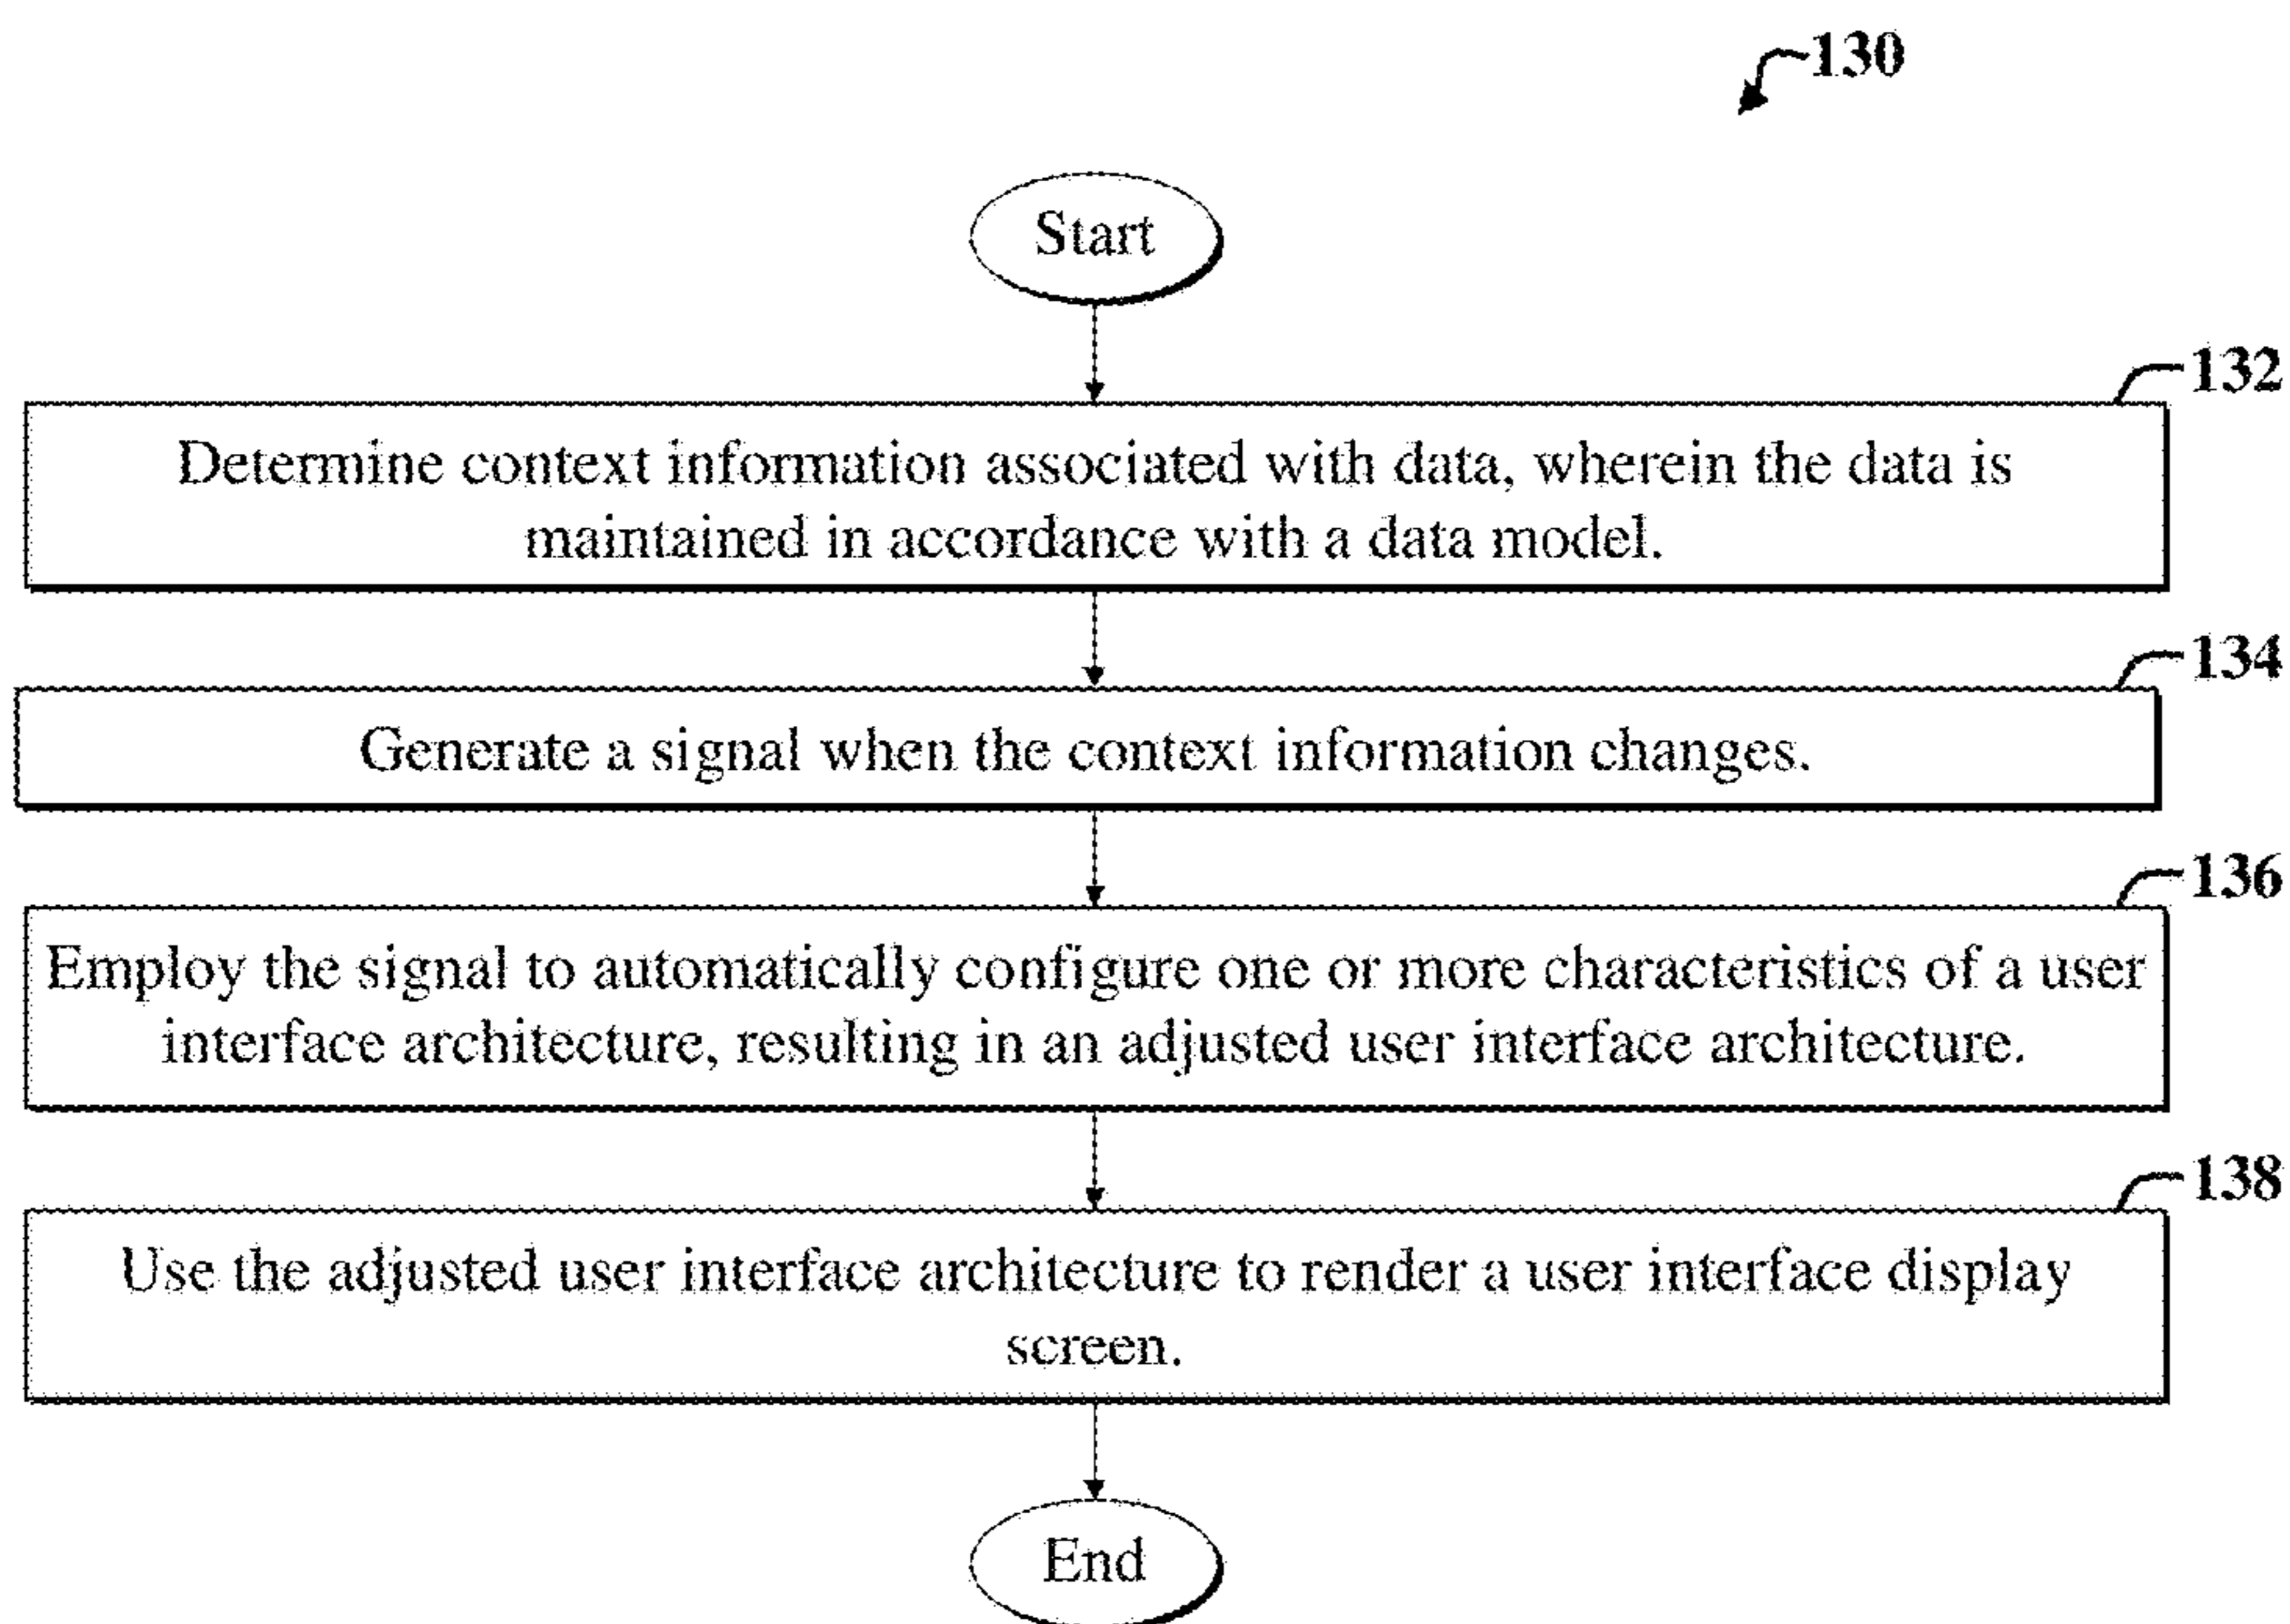 130
Start
132
Determine context information associated with data, wherein the data is
maintained in accordance with a data model.
134
Generate a signal when the context information changes.
136
Employ the signal to automatically configure one or more characteristics of a user
interface architecture, resulting in an adjusted user interface architecture.
138
Use the adjusted user interface architecture to render a user interface display
screen.
End